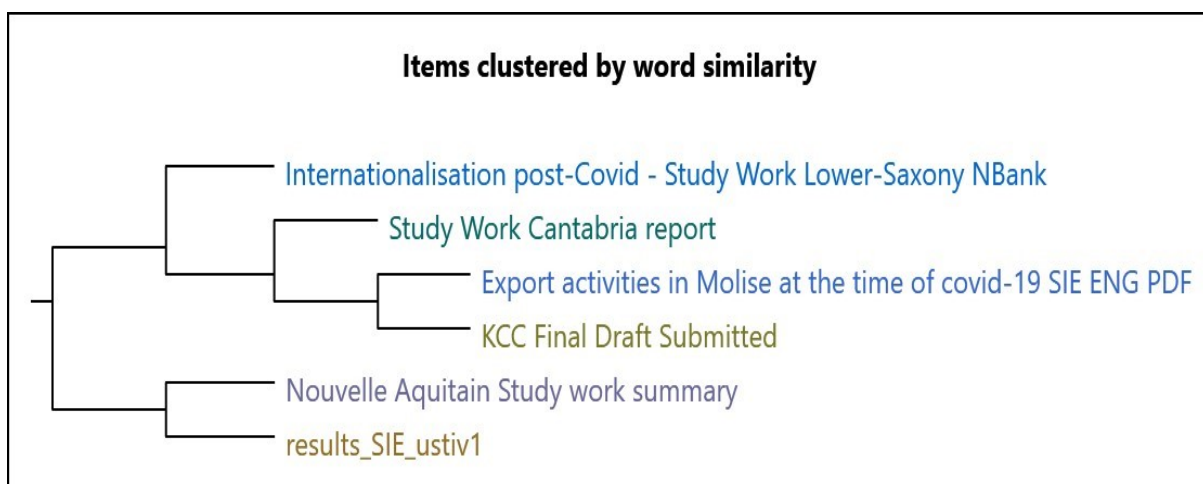 Items clustered by word similarity
Internationalisation post-Covid - Study Work Lower-Saxony NBank
Study Work Cantabria report
Export activities in Molise at the time of covid-19 SIE ENG PDF
KCC Final Draft Submitted
Nouvelle Aquitain Study work summary
results_SIE_ustiv1